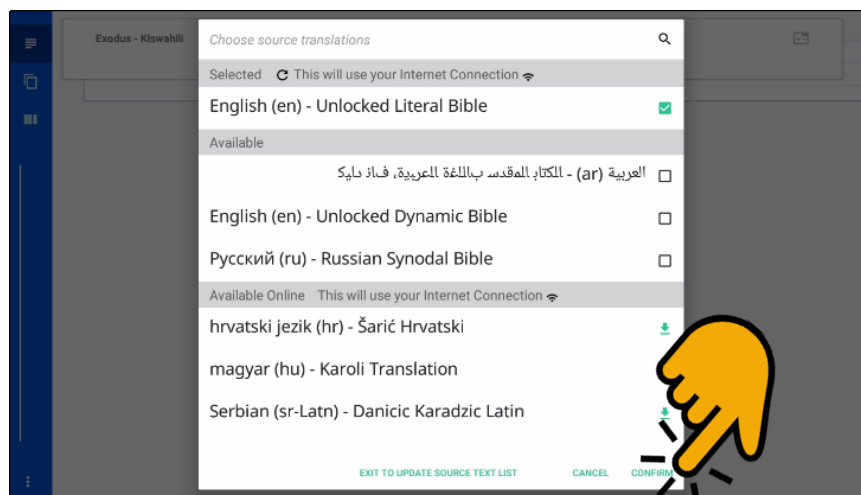 Exodus - Kiswahili
Choose source translations
Selected This will use your Internet Connection
English (en) - Unlocked Literal Bible
Available
العربية (ar) - الكتاب المقدس باللغة العربية، فان دايك
English (en) - Unlocked Dynamic Bible
Русский (ru) - Russian Synodal Bible
Available Online This will use your Internet Connection
hrvatski jezik (hr) - Šarić Hrvatski
magyar (hu) - Karoli Translation
Serbian (sr-Latn) - Danicic Karadzic Latin
EXIT TO UPDATE SOURCE TEXT LIST CANCEL CONFIRM